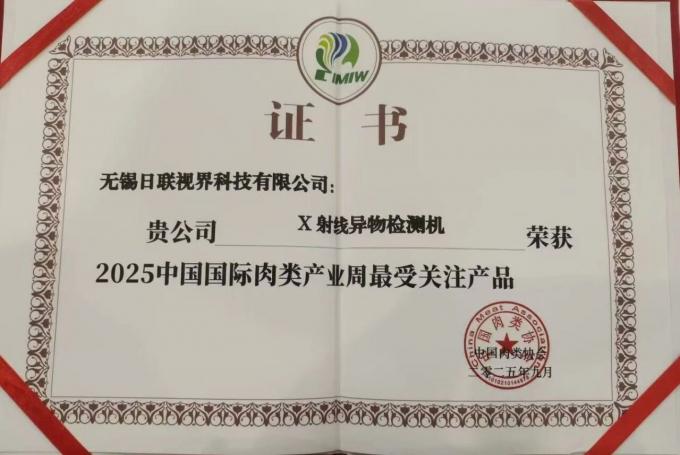 CIMIW
证书
无锡日联视界科技有限公司：
贵公司 X射线异物检测机 荣获
2025中国国际肉类产业周最受关注产品
China Meat Association
中国肉类协会
中国肉类协会
二零二五年九月